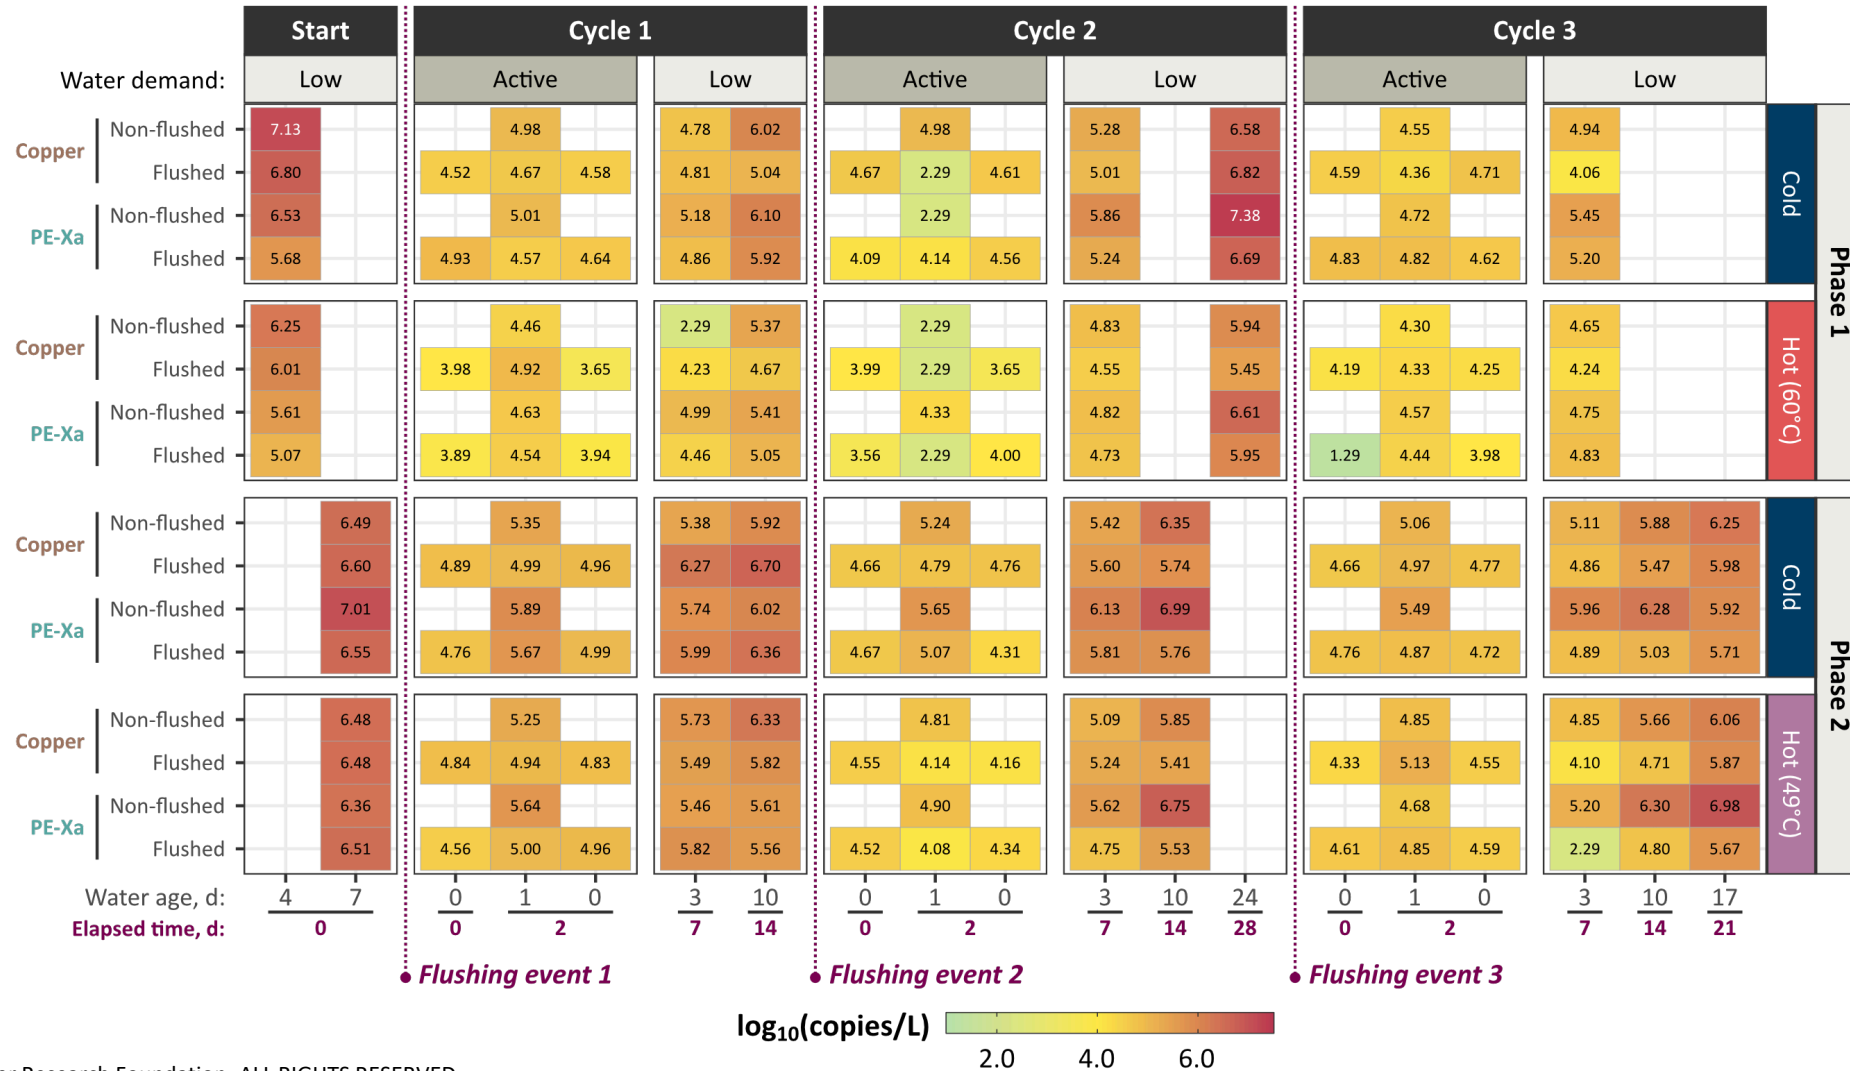 Start Cycle 1 Cycle 2 Cycle 3
Water demand: Low Active Low Active Low Active Low
Non-flushed 7.13 4.98 4.78 6.02 4.98 5.28 6.58 4.55 4.94
Copper
Flushed 6.80 4.52 4.67 4.58 4.81 5.04 4.67 2.29 4.61 5.01 6.82 4.59 4.36 4.71 4.06
Non-flushed 6.53 5.01 5.18 6.10 2.29 5.86 7.38 4.72 5.45
PE-Xa
Flushed 5.68 4.93 4.57 4.64 4.86 5.92 4.09 4.14 4.56 5.24 6.69 4.83 4.82 4.62 5.20
Cold
Non-flushed 6.25 4.46 2.29 5.37 2.29 4.83 5.94 4.30 4.65
Copper
Flushed 6.01 3.98 4.92 3.65 4.23 4.67 3.99 2.29 3.65 4.55 5.45 4.19 4.33 4.25 4.24
Non-flushed 5.61 4.63 4.99 5.41 4.33 4.82 6.61 4.57 4.75
PE-Xa
Flushed 5.07 3.89 4.54 3.94 4.46 5.05 3.56 2.29 4.00 4.73 5.95 1.29 4.44 3.98 4.83
Hot (60°C)
Phase 1
Non-flushed 6.49 5.35 5.38 5.92 5.24 5.42 6.35 5.06 5.11 5.88 6.25
Copper
Flushed 6.60 4.89 4.99 4.96 6.27 6.70 4.66 4.79 4.76 5.60 5.74 4.66 4.97 4.77 4.86 5.47 5.98
Non-flushed 7.01 5.89 5.74 6.02 5.65 6.13 6.99 5.49 5.96 6.28 5.92
PE-Xa
Flushed 6.55 4.76 5.67 4.99 5.99 6.36 4.67 5.07 4.31 5.81 5.76 4.76 4.87 4.72 4.89 5.03 5.71
Cold
Non-flushed 6.48 5.25 5.73 6.33 4.81 5.09 5.85 4.85 4.85 5.66 6.06
Copper
Flushed 6.48 4.84 4.94 4.83 5.49 5.82 4.55 4.14 4.16 5.24 5.41 4.33 5.13 4.55 4.10 4.71 5.87
Non-flushed 6.36 5.64 5.46 5.61 4.90 5.62 6.75 4.68 5.20 6.30 6.98
PE-Xa
Flushed 6.51 4.56 5.00 4.96 5.82 5.56 4.52 4.08 4.34 4.75 5.53 4.61 4.85 4.59 2.29 4.80 5.67
Hot (49°C)
Phase 2
Water age, d: 4 7 0 1 0 3 10 0 1 0 3 10 24 0 1 0 3 10 17
Elapsed time, d: 0 0 2 7 14 0 2 7 14 28 0 2 7 14 21
Flushing event 1 Flushing event 2 Flushing event 3
log10(copies/L)
2.0 4.0 6.0
Research Foundation. ALL RIGHTS RESERVED.